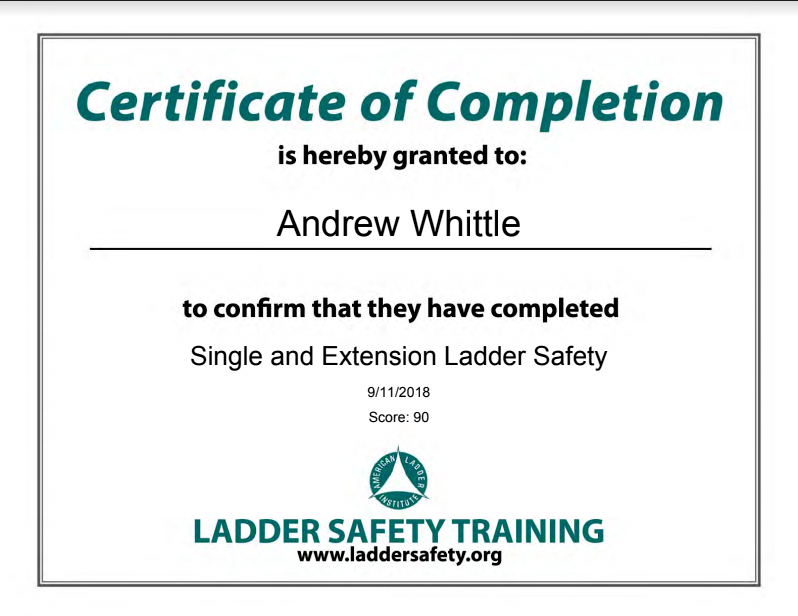 Certificate of Completion
is hereby granted to:
Andrew Whittle
to confirm that they have completed
Single and Extension Ladder Safety
9/11/2018
Score: 90
AMERICAN LADDER INSTITUTE
LADDER SAFETY TRAINING
www.laddersafety.org